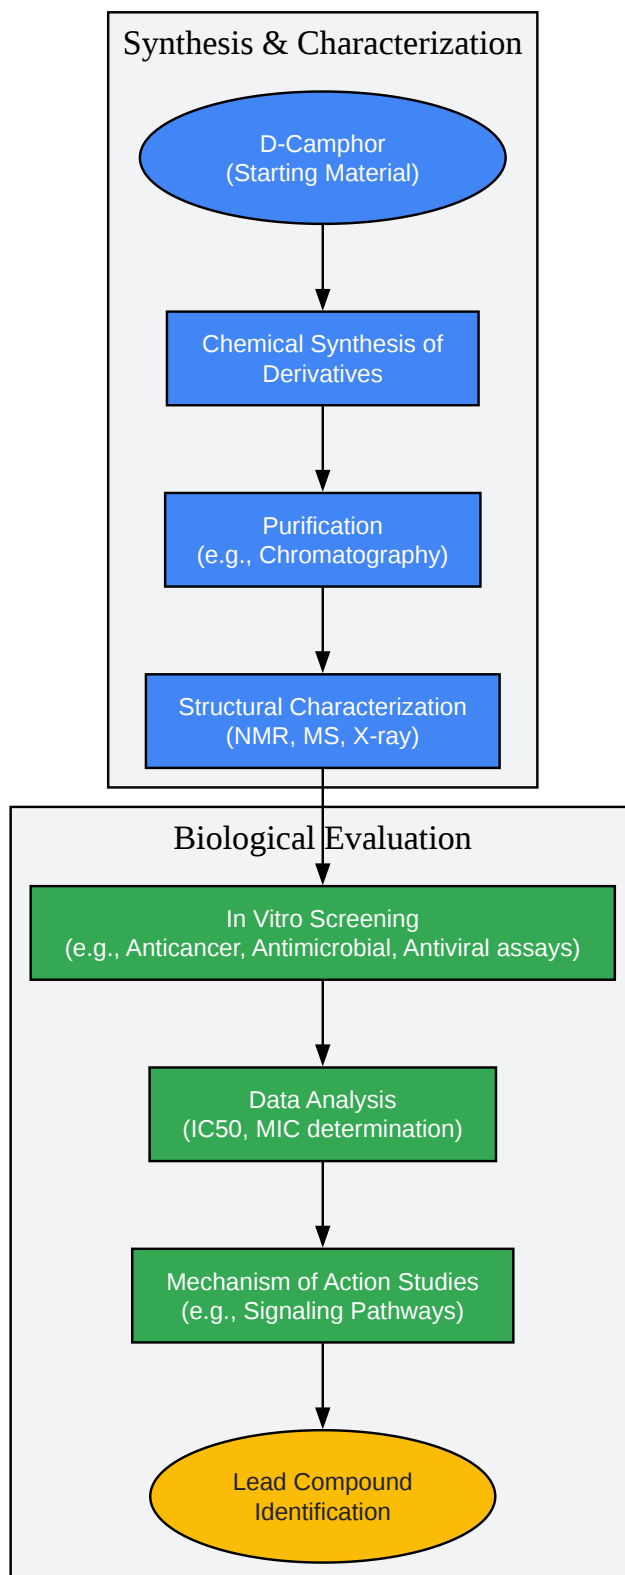 Synthesis & Characterization
D-Camphor
(Starting Material)
Chemical Synthesis of
Derivatives
Purification
(e.g., Chromatography)
Structural Characterization
(NMR, MS, X-ray)
Biological Evaluation
In Vitro Screening
(e.g., Anticancer, Antimicrobial, Antiviral assays)
Data Analysis
(IC50, MIC determination)
Mechanism of Action Studies
(e.g., Signaling Pathways)
Lead Compound
Identification